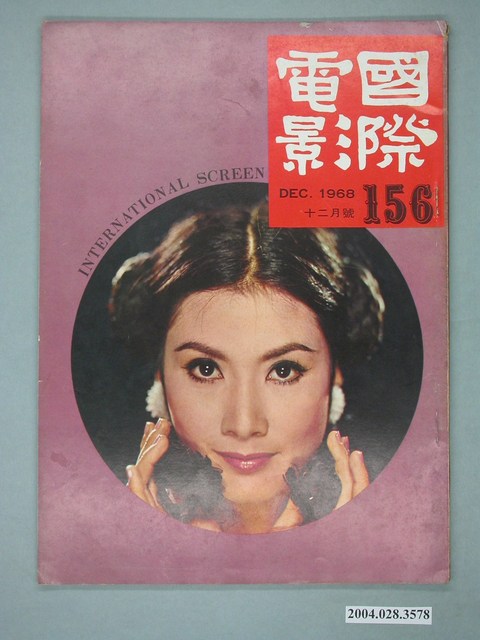 國際電影
INTERNATIONAL SCREEN
DEC. 1968
十二月號
156
2004.028.3578